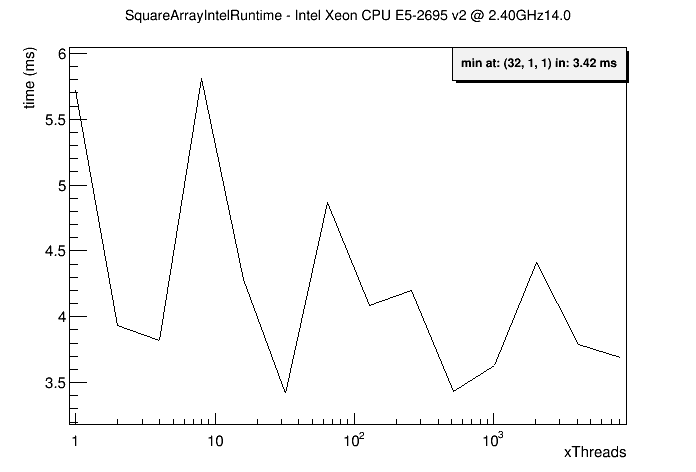 SquareArrayIntelRuntime - Intel Xeon CPU E5-2695 v2 @ 2.40GHz14.0
time (ms)
min at: (32, 1, 1) in: 3.42 ms
6
5.5
5
4.5
4
3.5
1 10 10² 10³
xThreads